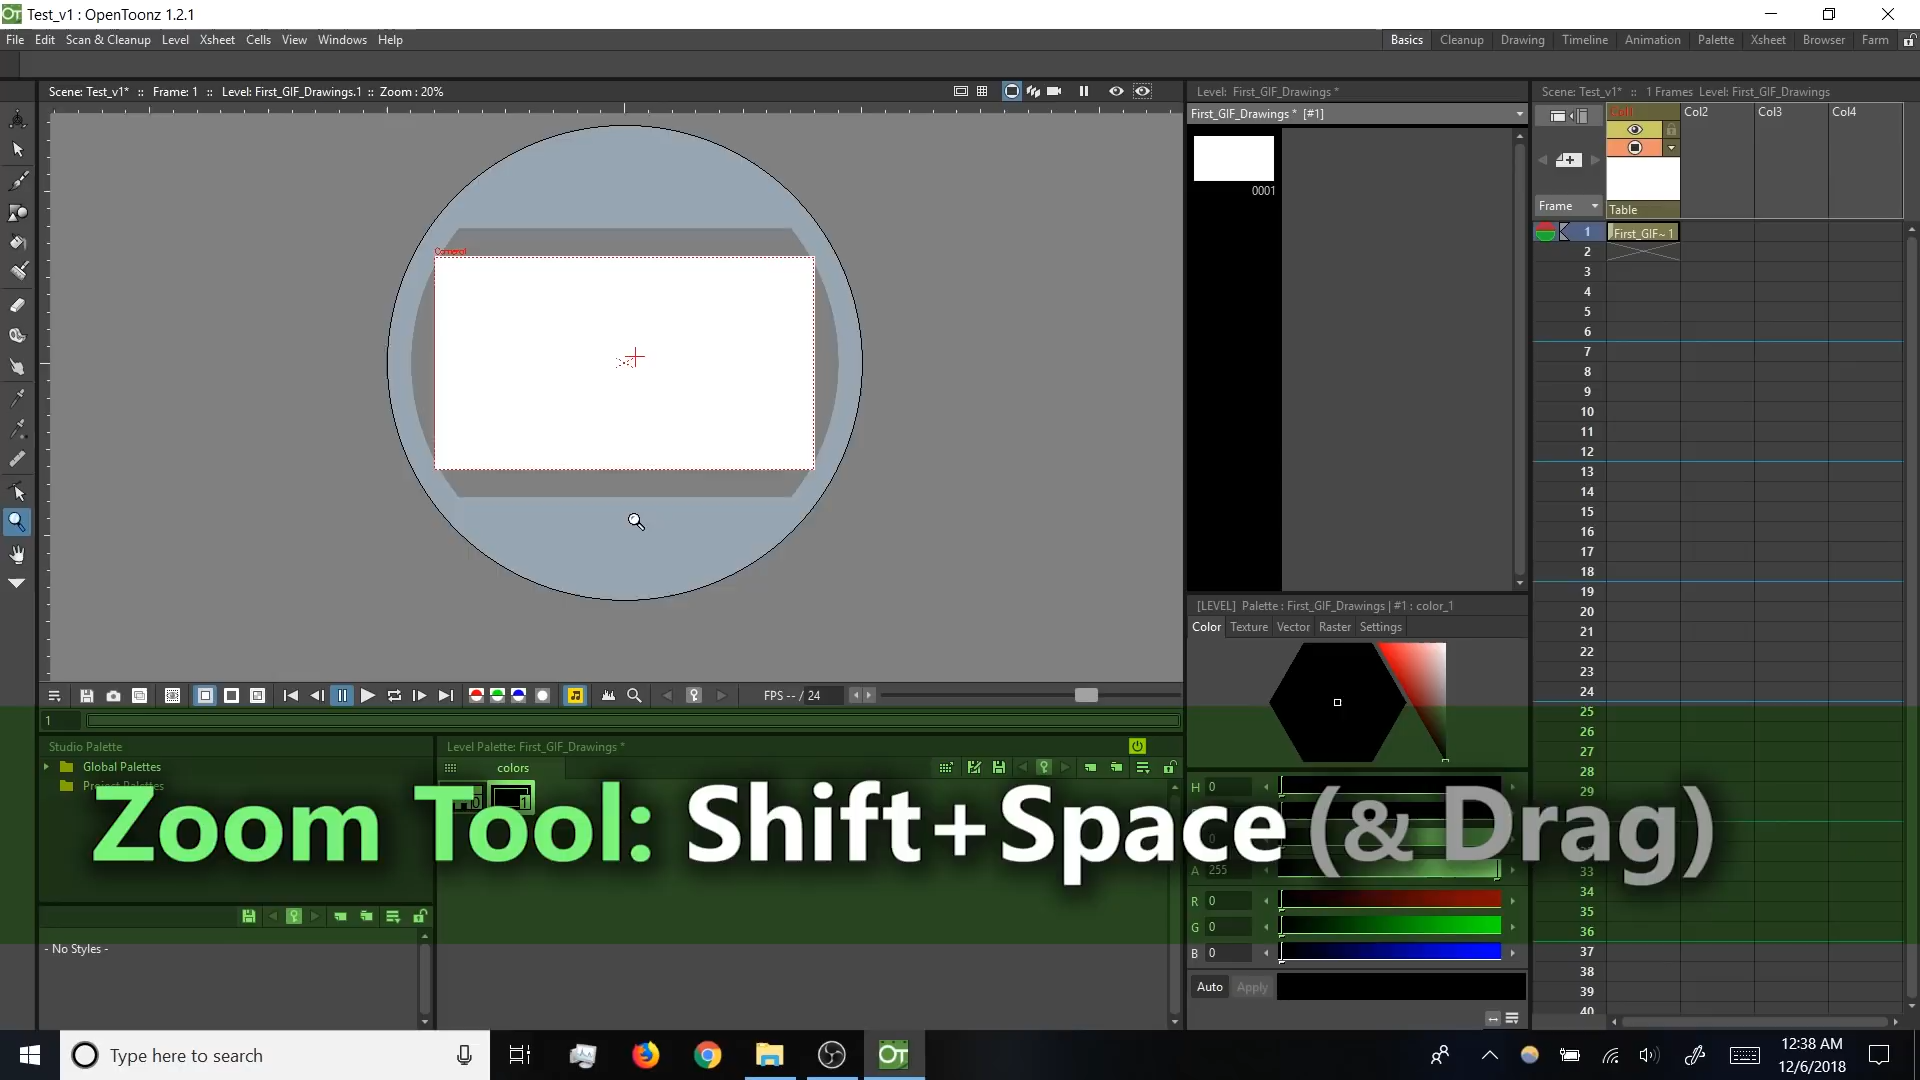 Test_v1 : OpenToonz 1.2.1
File Edit Scan & Cleanup Level Xsheet Cells View Windows Help
Basics Cleanup Drawing Timeline Animation Palette Xsheet Browser Farm
Scene: Test_v1* :: Frame: 1 :: Level: First_GIF_Drawings.1 :: Zoom : 20%
Level: First_GIF_Drawings *
Scene: Test_v1* :: 1 Frames Level: First_GIF_Drawings
First_GIF_Drawings * [#1]
Col2 Col3 Col4
0001
Frame
Table
First_GIF~ 1
1
2
3
4
5
6
7
8
9
10
11
12
13
14
15
16
17
18
19
20
21
22
23
24
25
26
27
28
29
33
34
35
36
37
38
39
40
[LEVEL] Palette : First_GIF_Drawings | #1 : color_1
Color Texture Vector Raster Settings
FPS -- / 24
1
Studio Palette
Global Palettes
Project Palettes
- No Styles -
Level Palette: First_GIF_Drawings *
colors
0 1
H 0
0
A 255
R 0
G 0
B 0
Auto Apply
Zoom Tool: Shift+Space (& Drag)
Type here to search
12:38 AM
12/6/2018